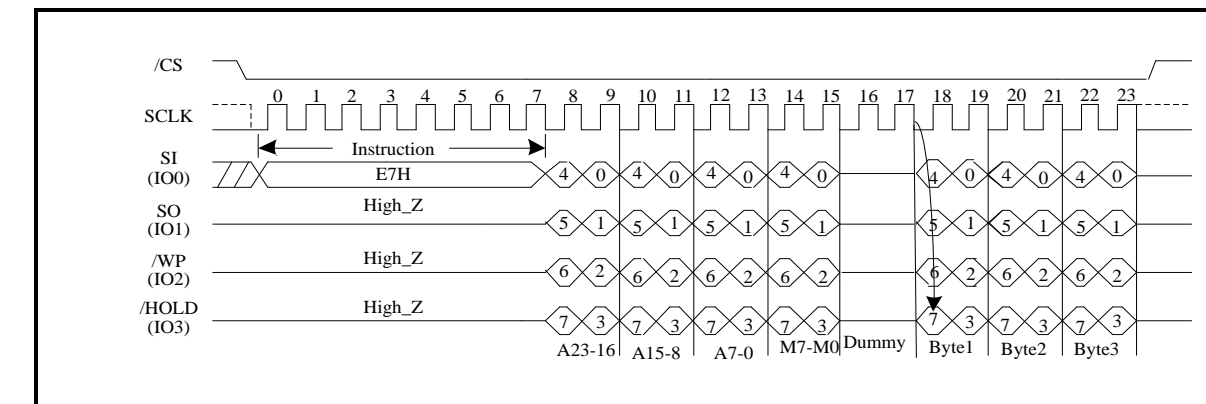 /CS
0 1 2 3 4 5 6 7 8 9 10 11 12 13 14 15 16 17 18 19 20 21 22 23
SCLK
Instruction
SI
(IO0)
E7H
4 0 4 0 4 0 4 0 4 0 4 0 4 0
SO
(IO1)
High_Z
5 1 5 1 5 1 5 1 5 1 5 1 5 1
/WP
(IO2)
High_Z
6 2 6 2 6 2 6 2 6 2 6 2 6 2
/HOLD
(IO3)
High_Z
7 3 7 3 7 3 7 3 7 3 7 3 7 3
A23-16 A15-8 A7-0 M7-M0 Dummy Byte1 Byte2 Byte3